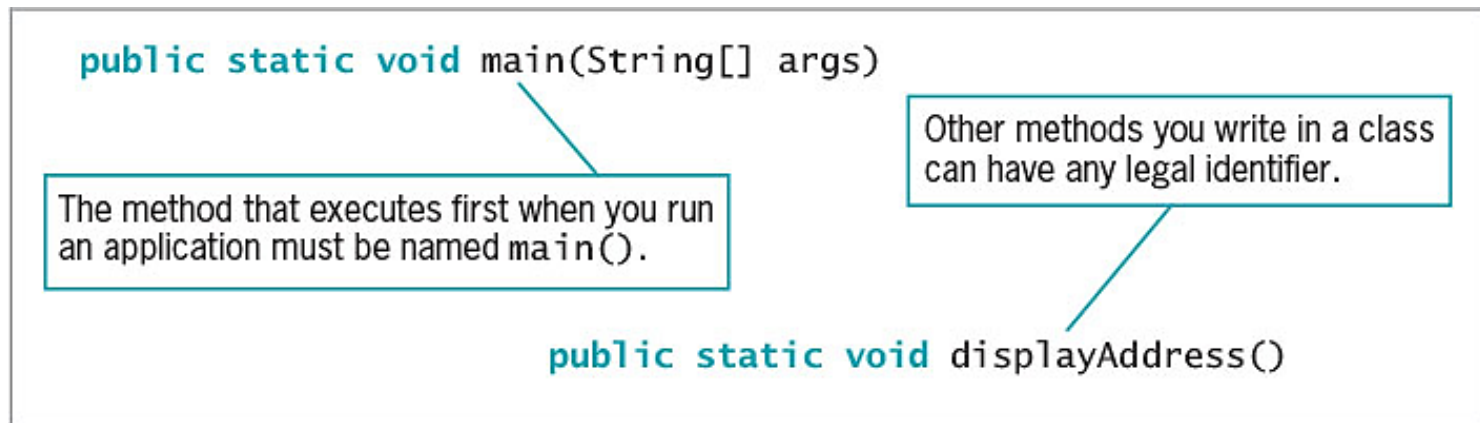 public static void main(String[] args)
Other methods you write in a class
can have any legal identifier.
The method that executes first when you run
an application must be named main().
public static void displayAddress()